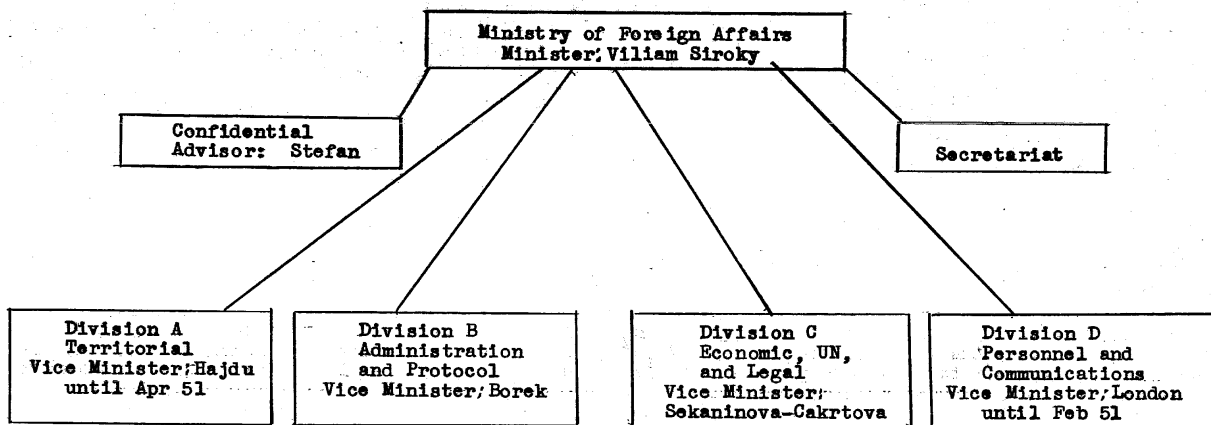 Ministry of Foreign Affairs
Minister; Viliam Siroky
Confidential
Advisor: Stefan
Secretariat
Division A
Territorial
Vice Minister; Hajdu
until Apr 51
Division B
Administration
and Protocol
Vice Minister; Borek
Division C
Economic, UN,
and Legal
Vice Minister;
Sekaninova-Cakrtova
Division D
Personnel and
Communications
Vice Minister; London
until Feb 51